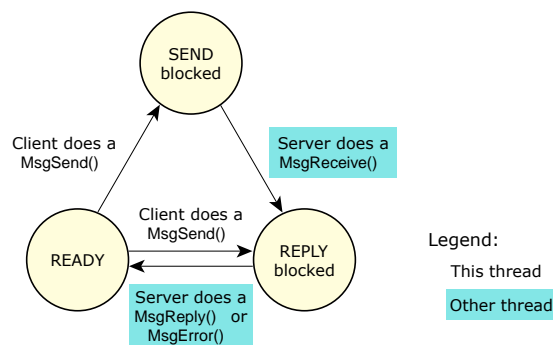 SEND
blocked
Client does a
MsgSend()
Server does a
MsgReceive()
Client does a
MsgSend()
READY
REPLY
blocked
Server does a
MsgReply() or
MsgError()
Legend:
This thread
Other thread